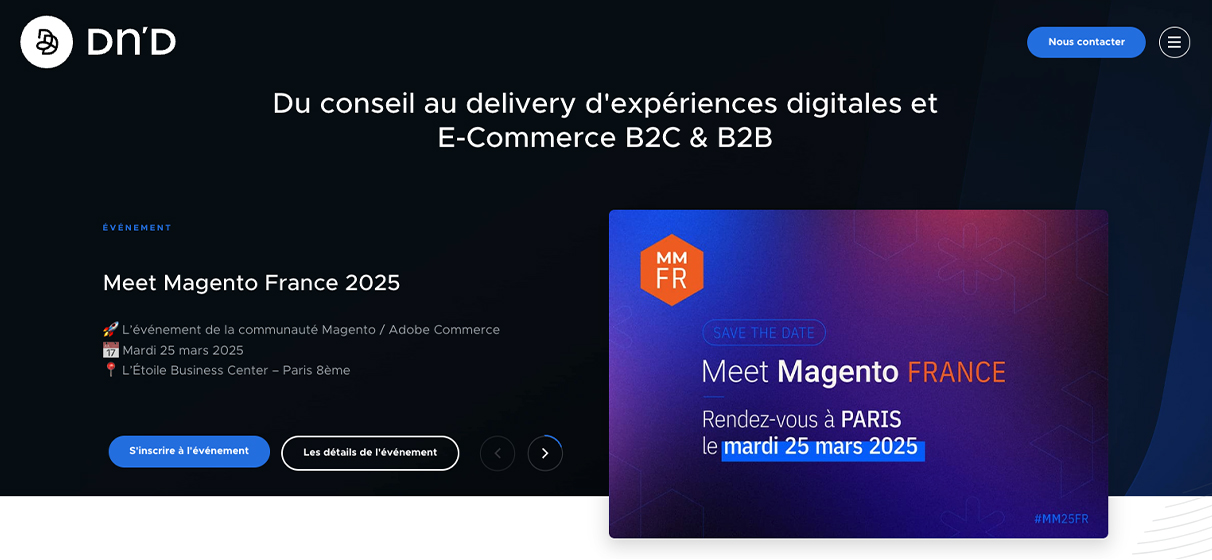 DN'D
Nous contacter
Du conseil au delivery d'expériences digitales et
E-Commerce B2C & B2B
ÉVÈNEMENT
Meet Magento France 2025
🚀 L'événement de la communauté Magento / Adobe Commerce
📅 Mardi 25 mars 2025
📍 L'Étoile Business Center – Paris 8ème
S'inscrire à l'événement
Les détails de l'événement
MM
FR
SAVE THE DATE
Meet Magento FRANCE
Rendez-vous à PARIS
le mardi 25 mars 2025
#MM25FR